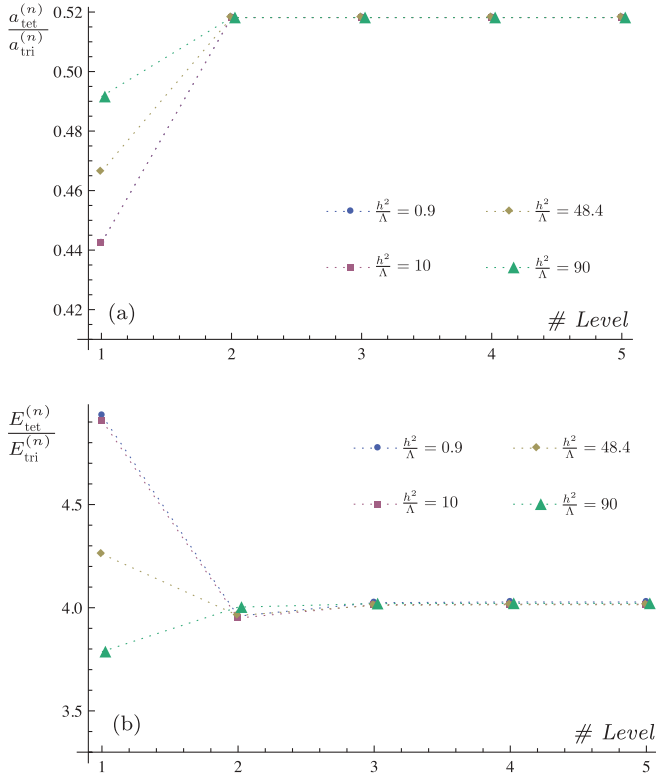 a_tet^(n) / a_tri^(n)
0.52
0.50
0.48
0.46
0.44
0.42
h²/Λ = 0.9
h²/Λ = 48.4
h²/Λ = 10
h²/Λ = 90
(a)
# Level
1 2 3 4 5
E_tet^(n) / E_tri^(n)
4.5
4.0
3.5
h²/Λ = 0.9
h²/Λ = 48.4
h²/Λ = 10
h²/Λ = 90
(b)
# Level
1 2 3 4 5